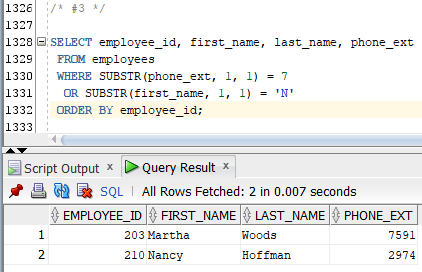 1326 /* #3 */
1327
1328 SELECT employee_id, first_name, last_name, phone_ext
1329 FROM employees
1330 WHERE SUBSTR(phone_ext, 1, 1) = 7
1331 OR SUBSTR(first_name, 1, 1) = 'N'
1332 ORDER BY employee_id;
1333
Script Output x Query Result x
SQL | All Rows Fetched: 2 in 0.007 seconds
EMPLOYEE_ID FIRST_NAME LAST_NAME PHONE_EXT
1 203 Martha Woods 7591
2 210 Nancy Hoffman 2974